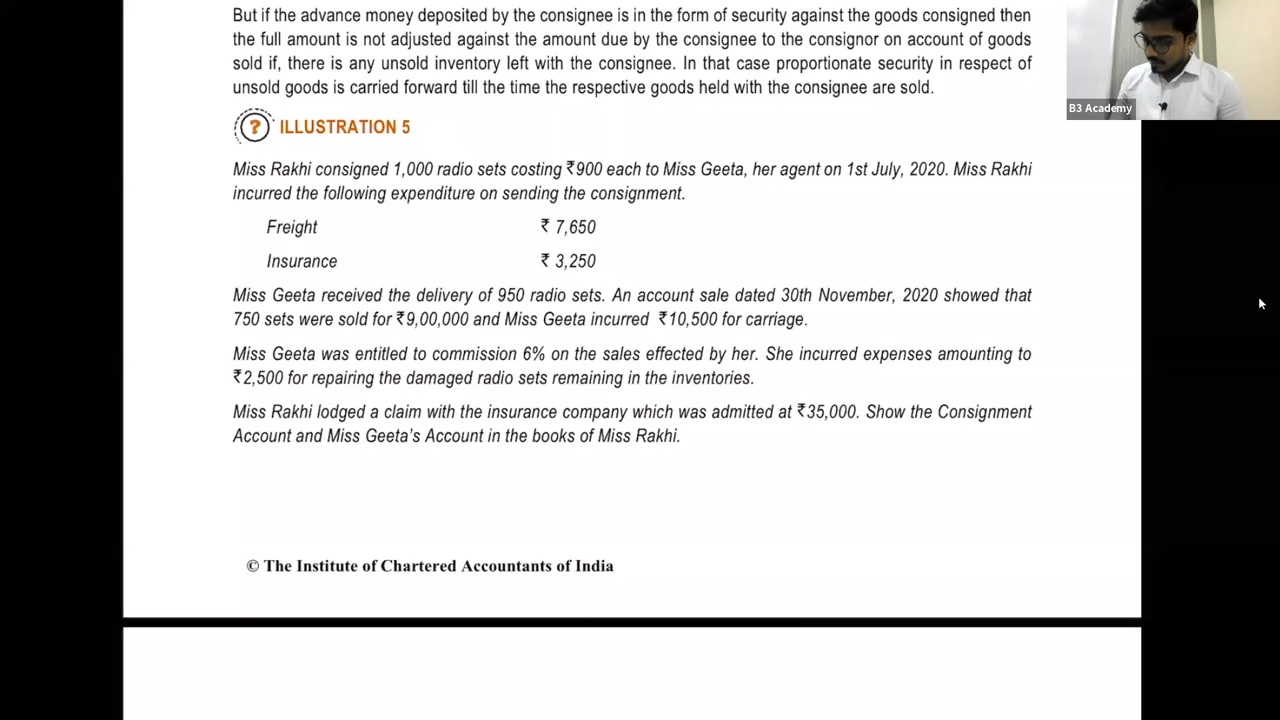 But if the advance money deposited by the consignee is in the form of security against the goods consigned then
the full amount is not adjusted against the amount due by the consignee to the consignor on account of goods
sold if, there is any unsold inventory left with the consignee. In that case proportionate security in respect of
unsold goods is carried forward till the time the respective goods held with the consignee are sold.
B3 Academy
? ILLUSTRATION 5
Miss Rakhi consigned 1,000 radio sets costing ₹900 each to Miss Geeta, her agent on 1st July, 2020. Miss Rakhi
incurred the following expenditure on sending the consignment.
Freight ₹ 7,650
Insurance ₹ 3,250
Miss Geeta received the delivery of 950 radio sets. An account sale dated 30th November, 2020 showed that
750 sets were sold for ₹9,00,000 and Miss Geeta incurred ₹10,500 for carriage.
Miss Geeta was entitled to commission 6% on the sales effected by her. She incurred expenses amounting to
₹2,500 for repairing the damaged radio sets remaining in the inventories.
Miss Rakhi lodged a claim with the insurance company which was admitted at ₹35,000. Show the Consignment
Account and Miss Geeta's Account in the books of Miss Rakhi.
© The Institute of Chartered Accountants of India